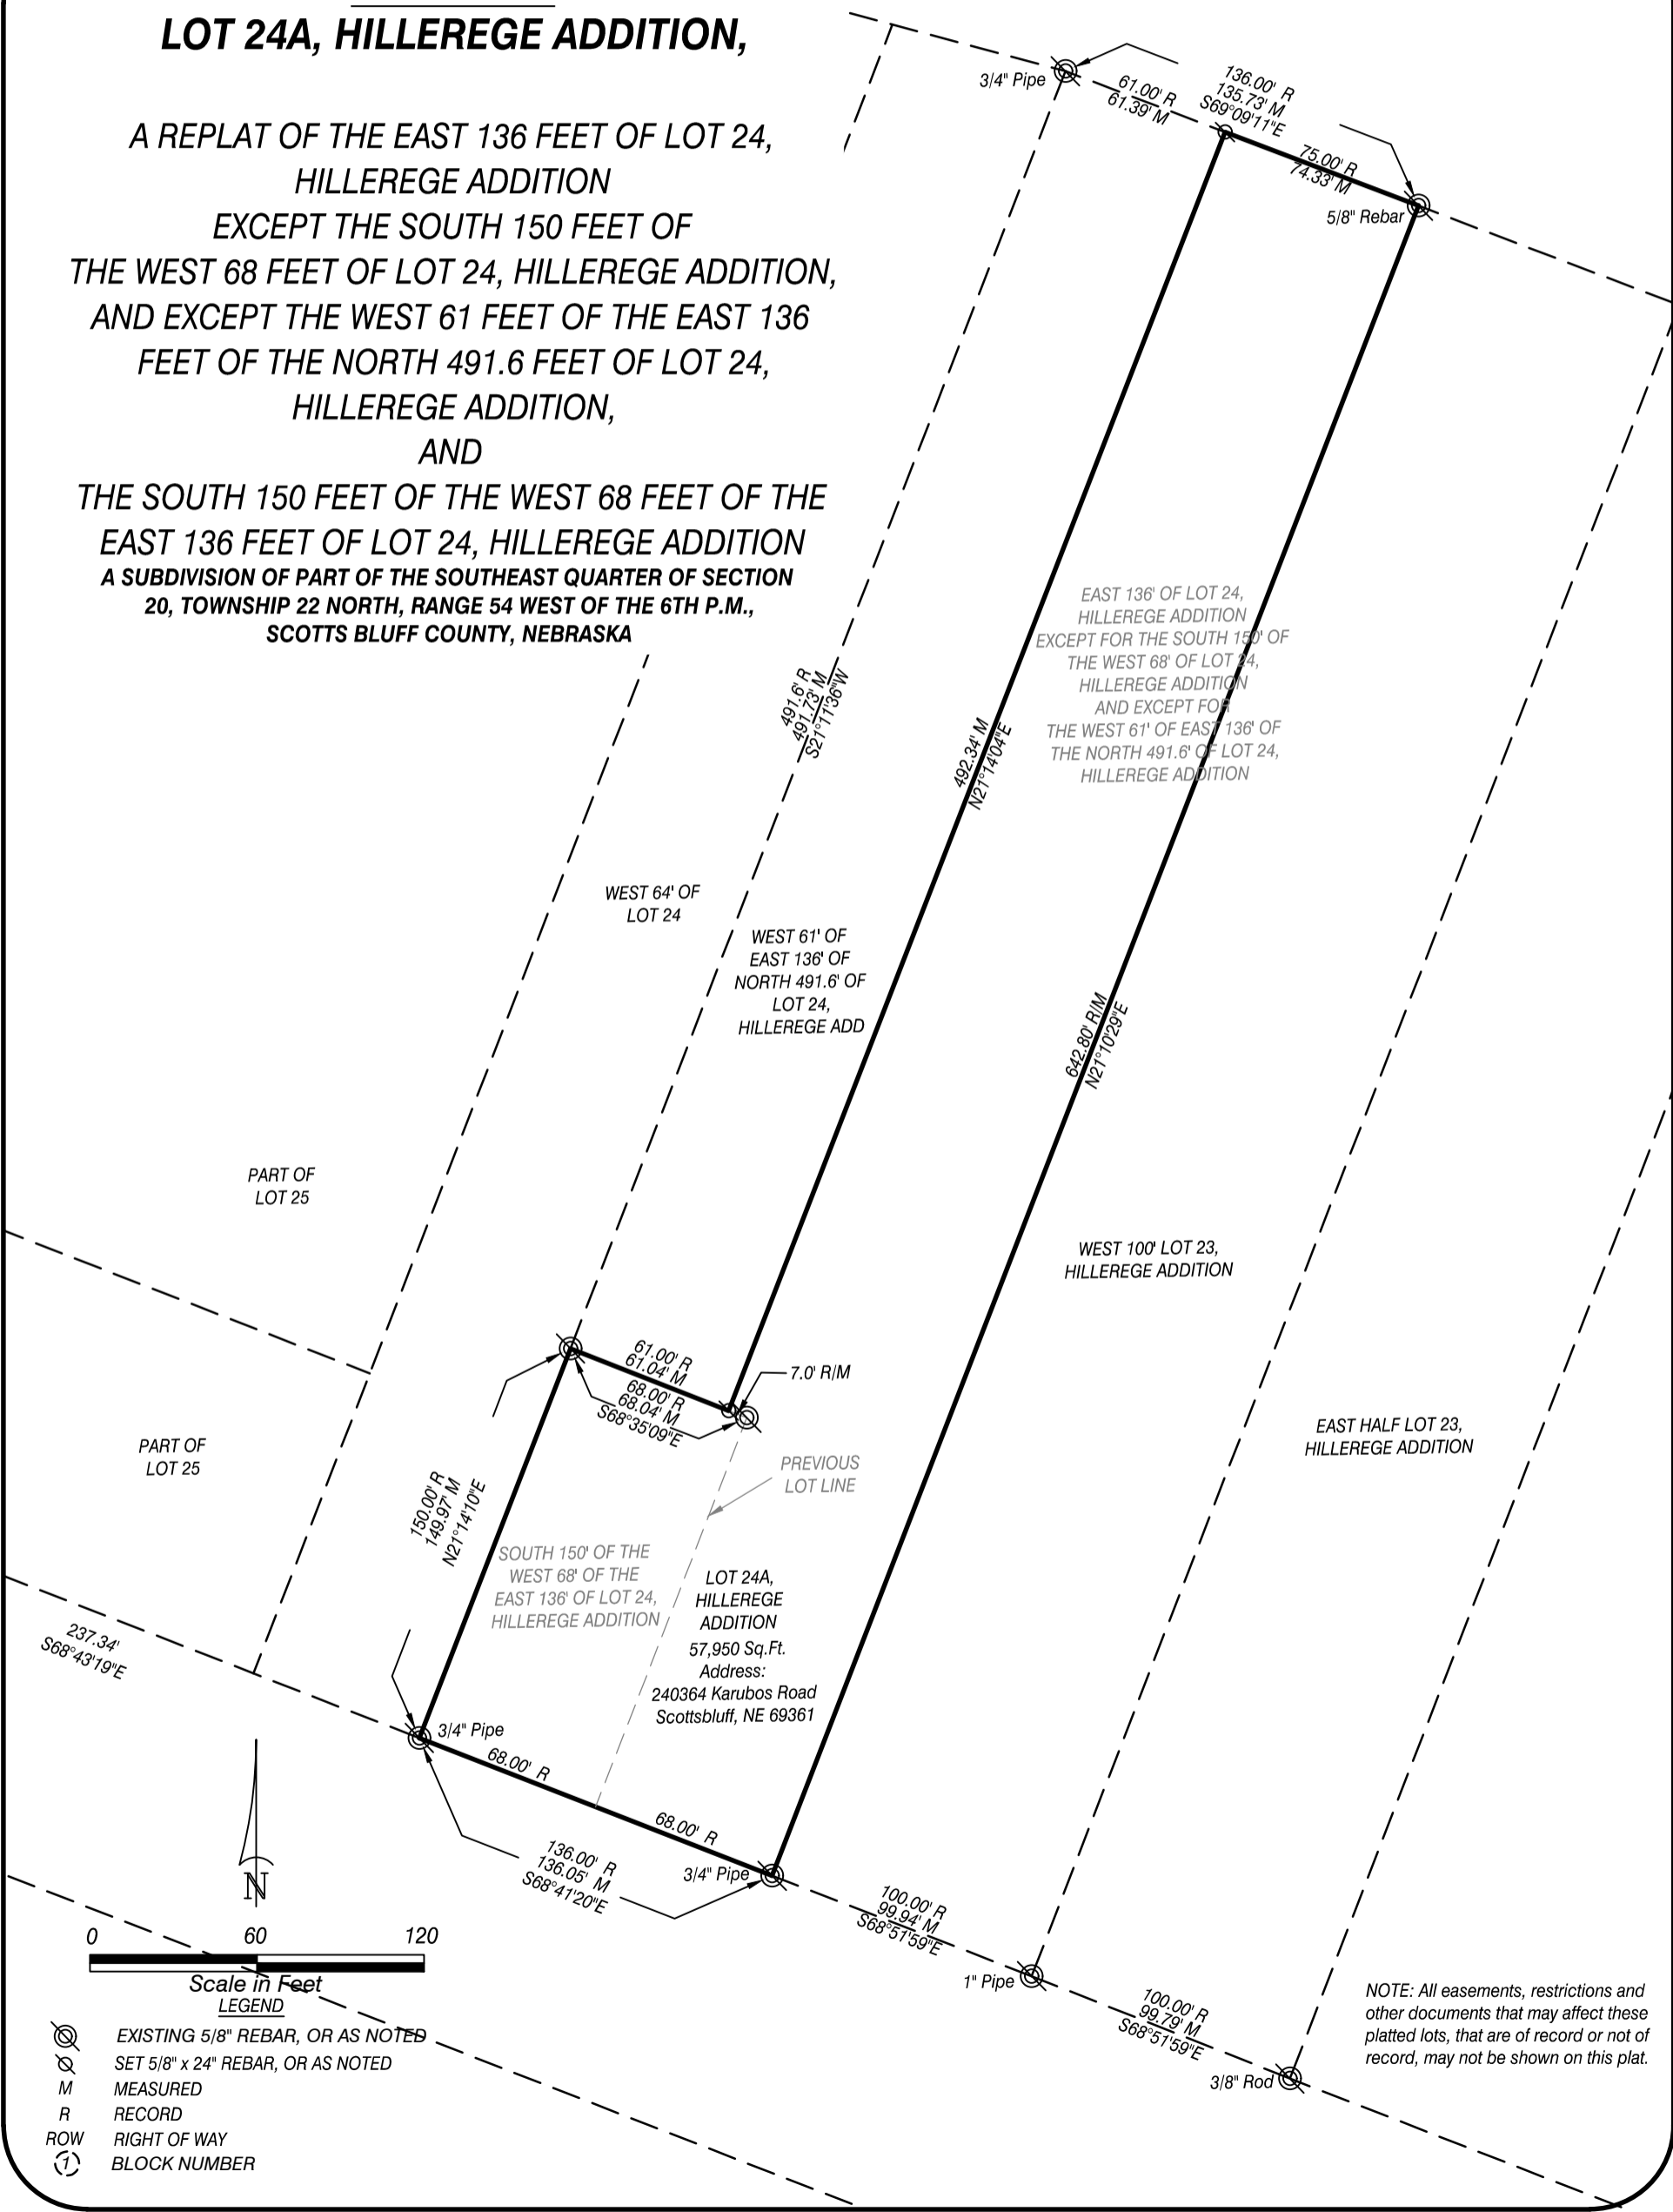 LOT 24A, HILLEREGE ADDITION,
A REPLAT OF THE EAST 136 FEET OF LOT 24,
HILLEREGE ADDITION
EXCEPT THE SOUTH 150 FEET OF
THE WEST 68 FEET OF LOT 24, HILLEREGE ADDITION,
AND EXCEPT THE WEST 61 FEET OF THE EAST 136
FEET OF THE NORTH 491.6 FEET OF LOT 24,
HILLEREGE ADDITION,
AND
THE SOUTH 150 FEET OF THE WEST 68 FEET OF THE
EAST 136 FEET OF LOT 24, HILLEREGE ADDITION
A SUBDIVISION OF PART OF THE SOUTHEAST QUARTER OF SECTION
20, TOWNSHIP 22 NORTH, RANGE 54 WEST OF THE 6TH P.M.,
SCOTTS BLUFF COUNTY, NEBRASKA
3/4" Pipe
61.00' R
61.39' M
136.00' R
135.73' M
S69°09'11"E
75.00' R
74.33' M
5/8" Rebar
EAST 136' OF LOT 24,
HILLEREGE ADDITION
EXCEPT FOR THE SOUTH 150' OF
THE WEST 68' OF LOT 24,
HILLEREGE ADDITION
AND EXCEPT FOR
THE WEST 61' OF EAST 136' OF
THE NORTH 491.6' OF LOT 24,
HILLEREGE ADDITION
491.6' R
491.73' M
S21°11'36"W
492.34' M
N21°14'04"E
WEST 64' OF
LOT 24
WEST 61' OF
EAST 136' OF
NORTH 491.6' OF
LOT 24,
HILLEREGE ADD
642.80' R/M
N21°10'29"E
PART OF
LOT 25
WEST 100' LOT 23,
HILLEREGE ADDITION
61.00' R
61.04' M
68.00' R
68.04' M
S68°35'09"E
7.0' R/M
PART OF
LOT 25
EAST HALF LOT 23,
HILLEREGE ADDITION
PREVIOUS
LOT LINE
150.00' R
149.97' M
N21°14'10"E
SOUTH 150' OF THE
WEST 68' OF THE
EAST 136' OF LOT 24,
HILLEREGE ADDITION
LOT 24A,
HILLEREGE
ADDITION
57,950 Sq.Ft.
Address:
240364 Karubos Road
Scottsbluff, NE 69361
237.34'
S68°43'19"E
3/4" Pipe
68.00' R
68.00' R
136.00' R
136.05' M
S68°41'20"E
3/4" Pipe
100.00' R
99.94' M
S68°51'59"E
1" Pipe
100.00' R
99.79' M
S68°51'59"E
3/8" Rod
N
0 60 120
Scale in Feet
LEGEND
EXISTING 5/8" REBAR, OR AS NOTED
SET 5/8" x 24" REBAR, OR AS NOTED
M MEASURED
R RECORD
ROW RIGHT OF WAY
1 BLOCK NUMBER
NOTE: All easements, restrictions and
other documents that may affect these
platted lots, that are of record or not of
record, may not be shown on this plat.